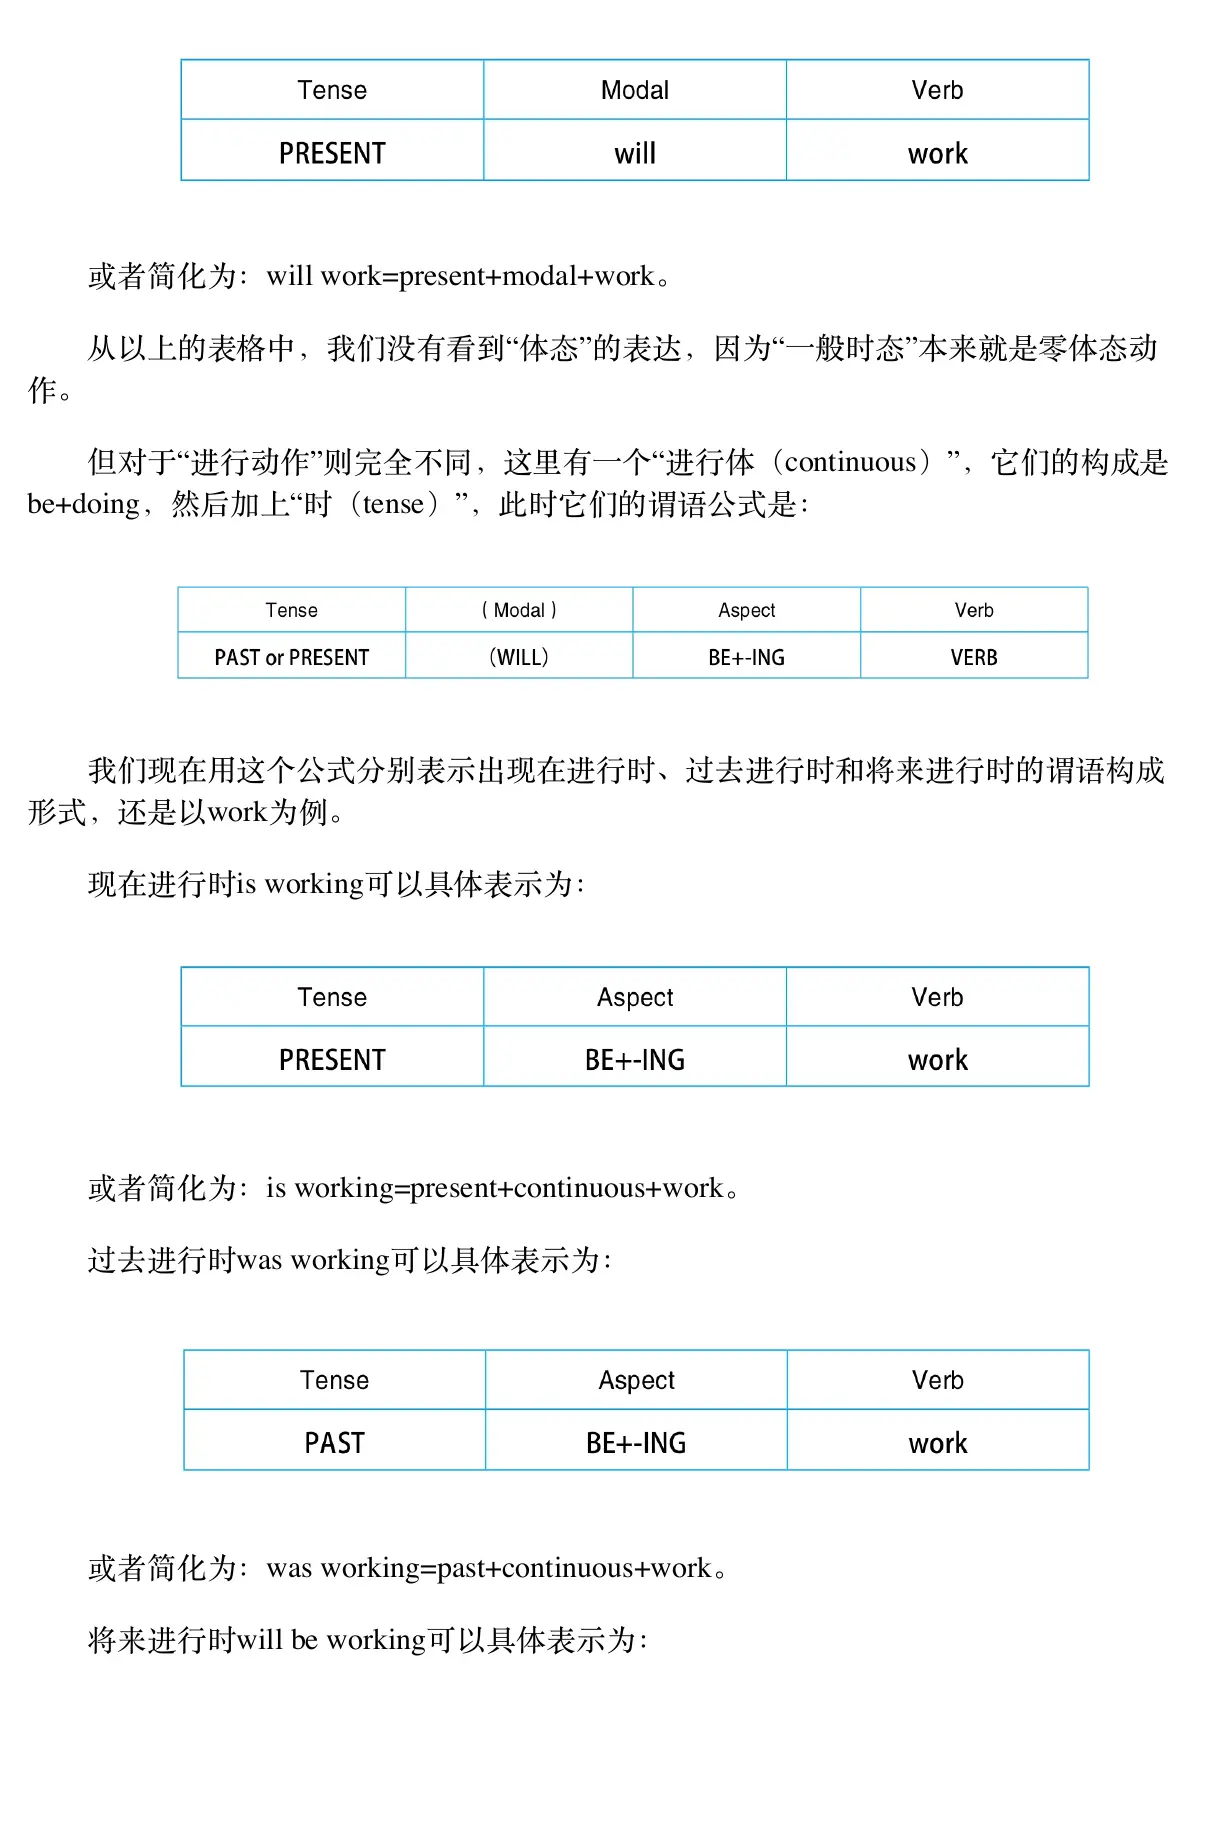 Tense Modal Verb
PRESENT will work
或者简化为：will work=present+modal+work。
从以上的表格中，我们没有看到“体态”的表达，因为“一般时态”本来就是零体态动
作。
但对于“进行动作”则完全不同，这里有一个“进行体（continuous）”，它们的构成是
be+doing，然后加上“时（tense）”，此时它们的谓语公式是：
Tense （Modal） Aspect Verb
PAST or PRESENT （WILL） BE+-ING VERB
我们现在用这个公式分别表示出现在进行时、过去进行时和将来进行时的谓语构成
形式，还是以work为例。
现在进行时is working可以具体表示为：
Tense Aspect Verb
PRESENT BE+-ING work
或者简化为：is working=present+continuous+work。
过去进行时was working可以具体表示为：
Tense Aspect Verb
PAST BE+-ING work
或者简化为：was working=past+continuous+work。
将来进行时will be working可以具体表示为：